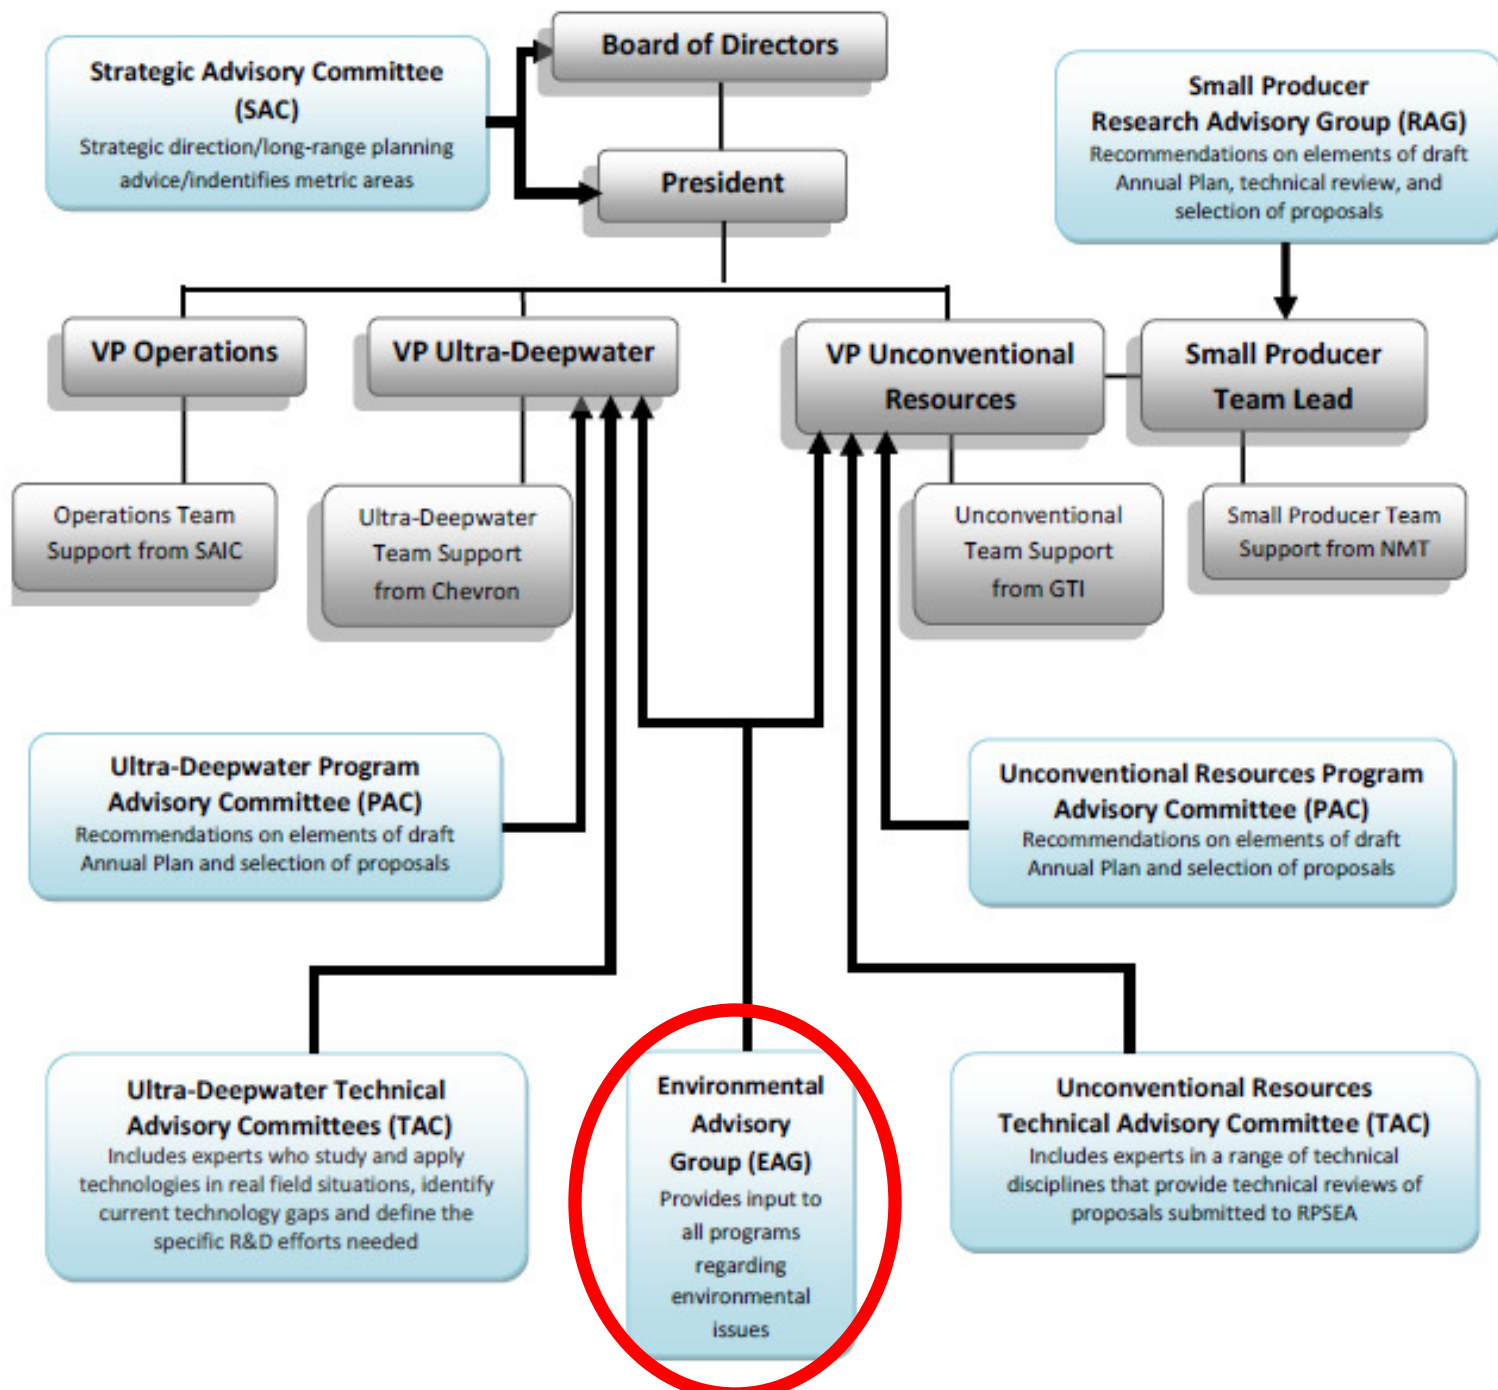 Board of Directors
Strategic Advisory Committee
(SAC)
Strategic direction/long-range planning
advice/indentifies metric areas
Small Producer
Research Advisory Group (RAG)
Recommendations on elements of draft
Annual Plan, technical review, and
selection of proposals
President
VP Operations
VP Ultra-Deepwater
VP Unconventional
Resources
Small Producer
Team Lead
Operations Team
Support from SAIC
Ultra-Deepwater
Team Support
from Chevron
Unconventional
Team Support
from GTI
Small Producer Team
Support from NMT
Ultra-Deepwater Program
Advisory Committee (PAC)
Recommendations on elements of draft
Annual Plan and selection of proposals
Unconventional Resources Program
Advisory Committee (PAC)
Recommendations on elements of draft
Annual Plan and selection of proposals
Ultra-Deepwater Technical
Advisory Committees (TAC)
Includes experts who study and apply
technologies in real field situations, identify
current technology gaps and define the
specific R&D efforts needed
Environmental
Advisory
Group (EAG)
Provides input to
all programs
regarding
environmental
issues
Unconventional Resources
Technical Advisory Committee (TAC)
Includes experts in a range of technical
disciplines that provide technical reviews of
proposals submitted to RPSEA